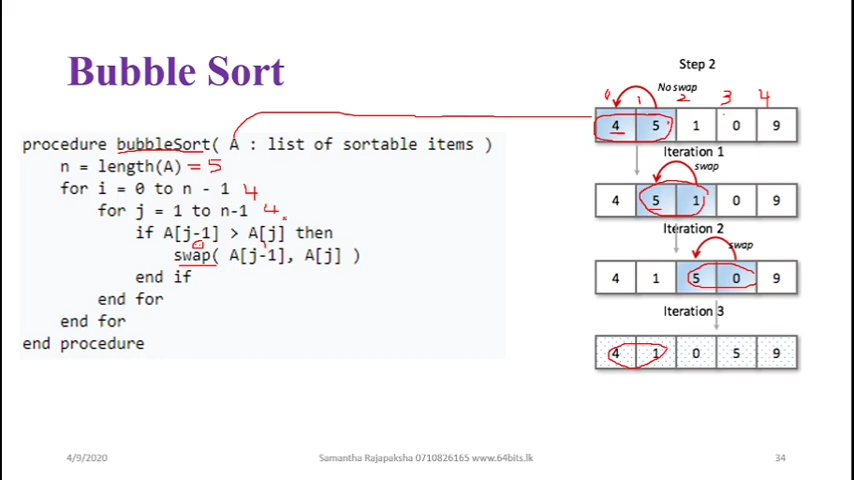 Bubble Sort
procedure bubbleSort( A : list of sortable items )
n = length(A) = 5
for i = 0 to n - 1 4
for j = 1 to n-1 4
if A[j-1] > A[j] then
0 1
swap( A[j-1], A[j] )
end if
end for
end for
end procedure
Step 2
No swap
0 1 2 3 4
4 5 1 0 9
Iteration 1
swap
4 5 1 0 9
Iteration 2
swap
4 1 5 0 9
Iteration 3
4 1 0 5 9
4/9/2020
Samantha Rajapaksha 0710826165 www.64bits.lk
34